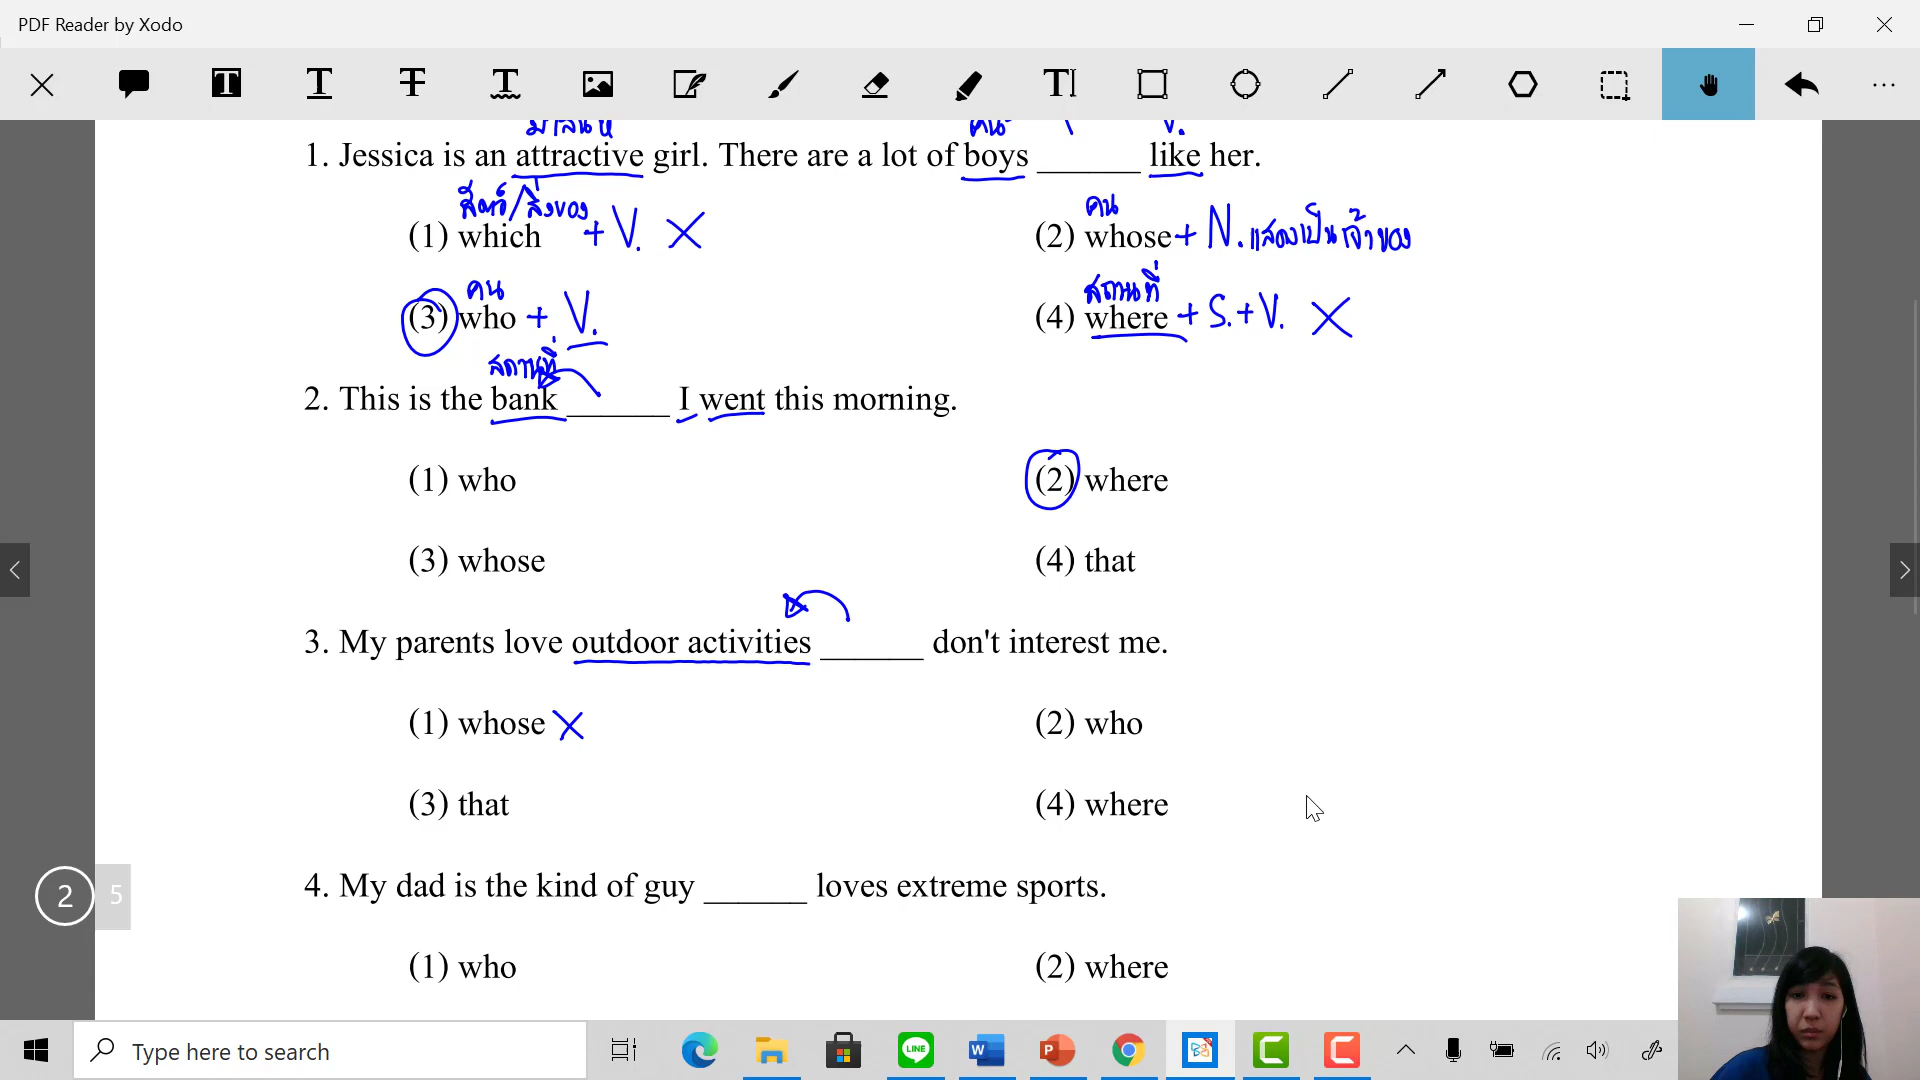 PDF Reader by Xodo
1. Jessica is an attractive girl. There are a lot of boys ______ like her.
สัตว์/สิ่งของ
(1) which + V. X
คน
(2) whose + N. แสดงเป็นเจ้าของ
คน
(3) who + V.
สถานที่
(4) where + S. + V. X
สถานที่
2. This is the bank ______ I went this morning.
(1) who
(2) where
(3) whose
(4) that
3. My parents love outdoor activities ______ don't interest me.
(1) whose X
(2) who
(3) that
(4) where
4. My dad is the kind of guy ______ loves extreme sports.
(1) who
(2) where
2 5
Type here to search
LINE